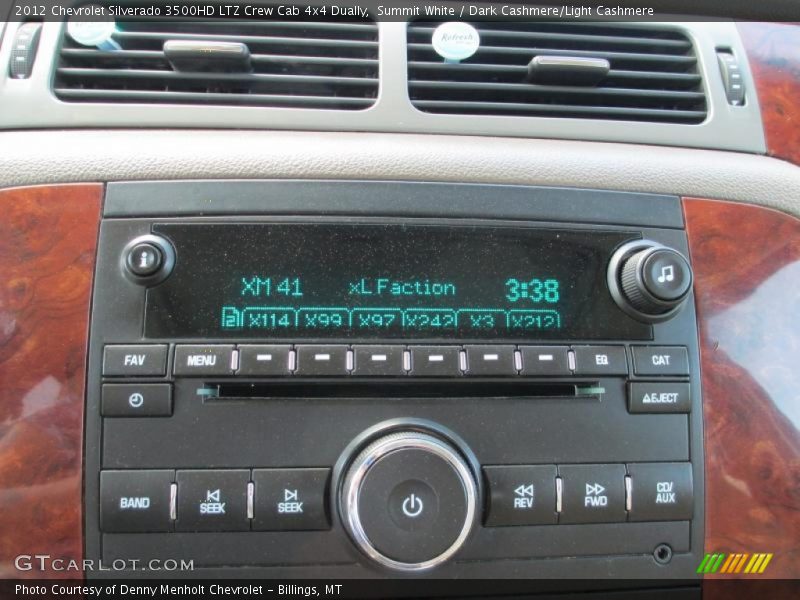 2012 Chevrolet Silverado 3500HD LTZ Crew Cab 4x4 Dually,  Summit White / Dark Cashmere/Light Cashmere
Refresh
i
XM 41 xL Faction 3:38
2 X114 X99 X97 X242 X3 X212
FAV MENU EQ CAT
EJECT
BAND SEEK SEEK REV FWD CD/AUX
GTCarLot.com
Photo Courtesy of Denny Menholt Chevrolet – Billings, MT